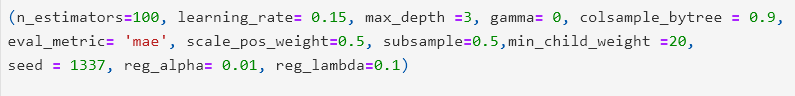 (n_estimators=100, learning_rate= 0.15, max_depth =3, gamma= 0, colsample_bytree = 0.9,
eval_metric= 'mae', scale_pos_weight=0.5, subsample=0.5,min_child_weight =20,
seed = 1337, reg_alpha= 0.01, reg_lambda=0.1)